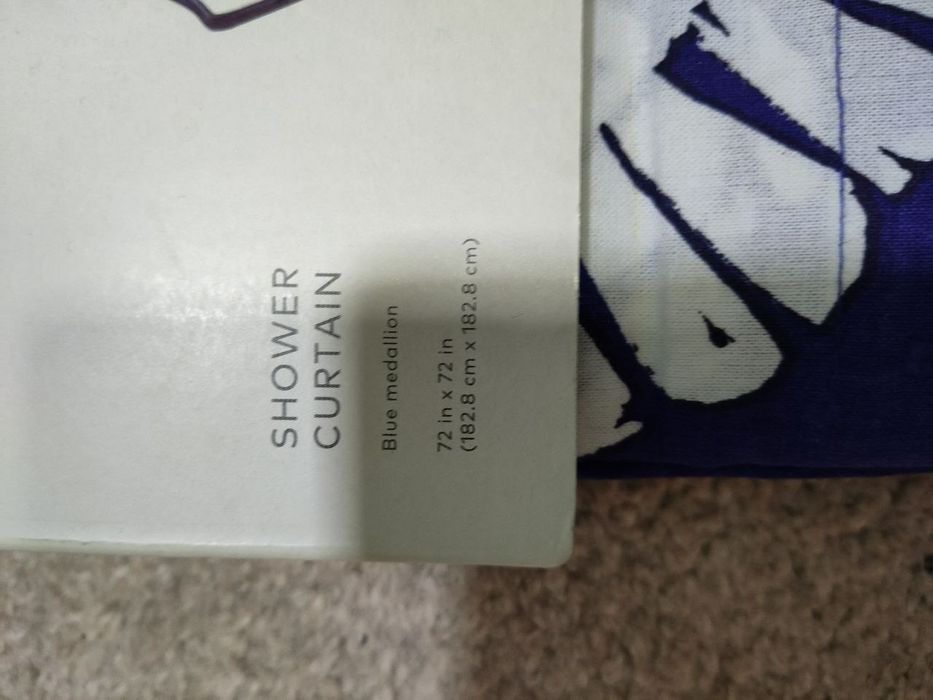 SHOWER
CURTAIN
Blue medallion
72 in x 72 in
(182.8 cm x 182.8 cm)